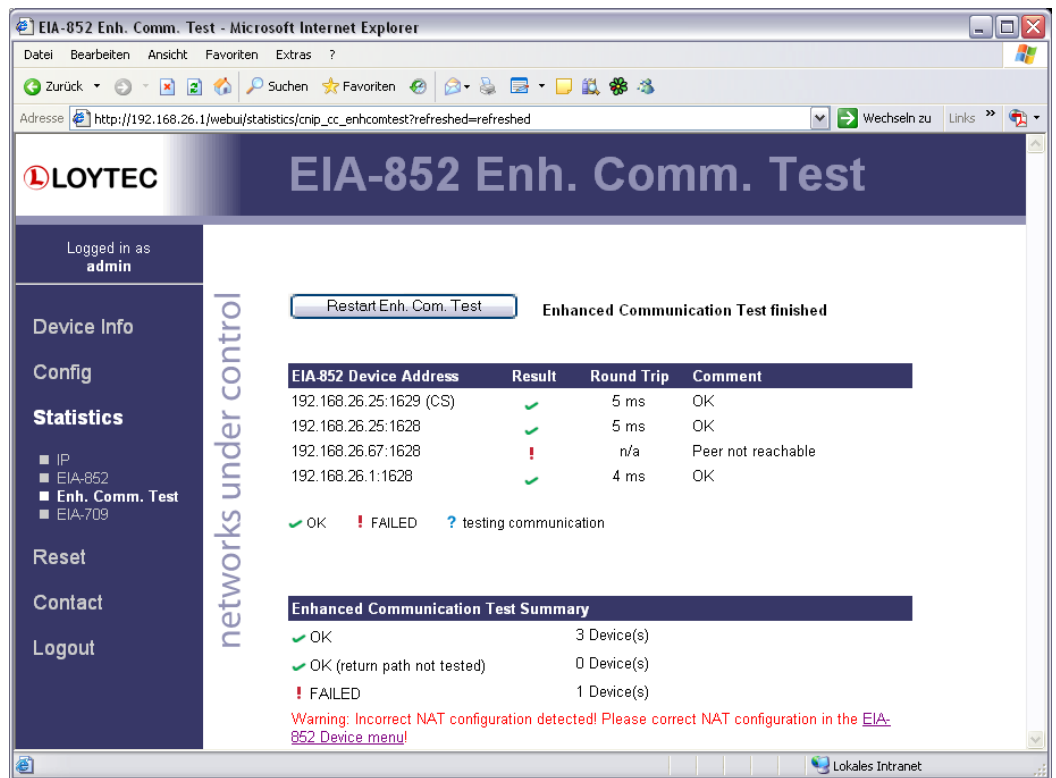 EIA-852 Enh. Comm. Test - Microsoft Internet Explorer
Datei Bearbeiten Ansicht Favoriten Extras ?
Zurück Suchen Favoriten
Adresse http://192.168.26.1/webui/statistics/cnip_cc_enhcomtest?refreshed=refreshed Wechseln zu Links »
LOYTEC
EIA-852 Enh. Comm. Test
Logged in as
admin
Device Info
Config
Statistics
IP
EIA-852
Enh. Comm. Test
EIA-709
Reset
Contact
Logout
networks under control
Restart Enh. Com. Test Enhanced Communication Test finished
EIA-852 Device Address Result Round Trip Comment
192.168.26.25:1629 (CS) 5 ms OK
192.168.26.25:1628 5 ms OK
192.168.26.67:1628 ! n/a Peer not reachable
192.168.26.1:1628 4 ms OK
OK ! FAILED ? testing communication
Enhanced Communication Test Summary
OK 3 Device(s)
OK (return path not tested) 0 Device(s)
! FAILED 1 Device(s)
Warning: Incorrect NAT configuration detected! Please correct NAT configuration in the EIA-
852 Device menu!
Lokales Intranet